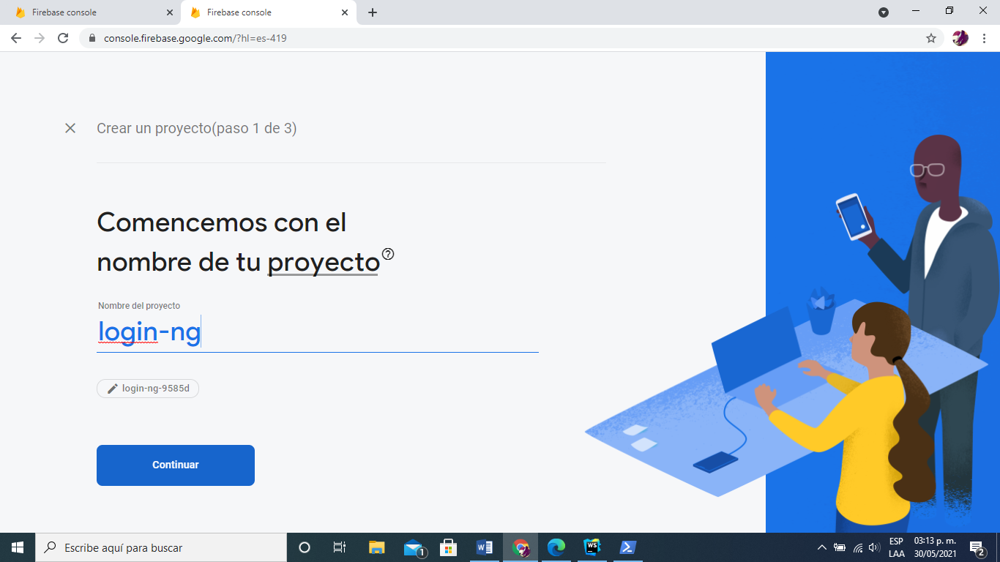 Firebase console
Firebase console
console.firebase.google.com/?hl=es-419
Crear un proyecto(paso 1 de 3)
Comencemos con el
nombre de tu proyecto
?
Nombre del proyecto
login-ng
login-ng-9585d
Continuar
Escribe aquí para buscar
1
W
WS
ESP
LAA
03:13 p. m.
30/05/2021
2